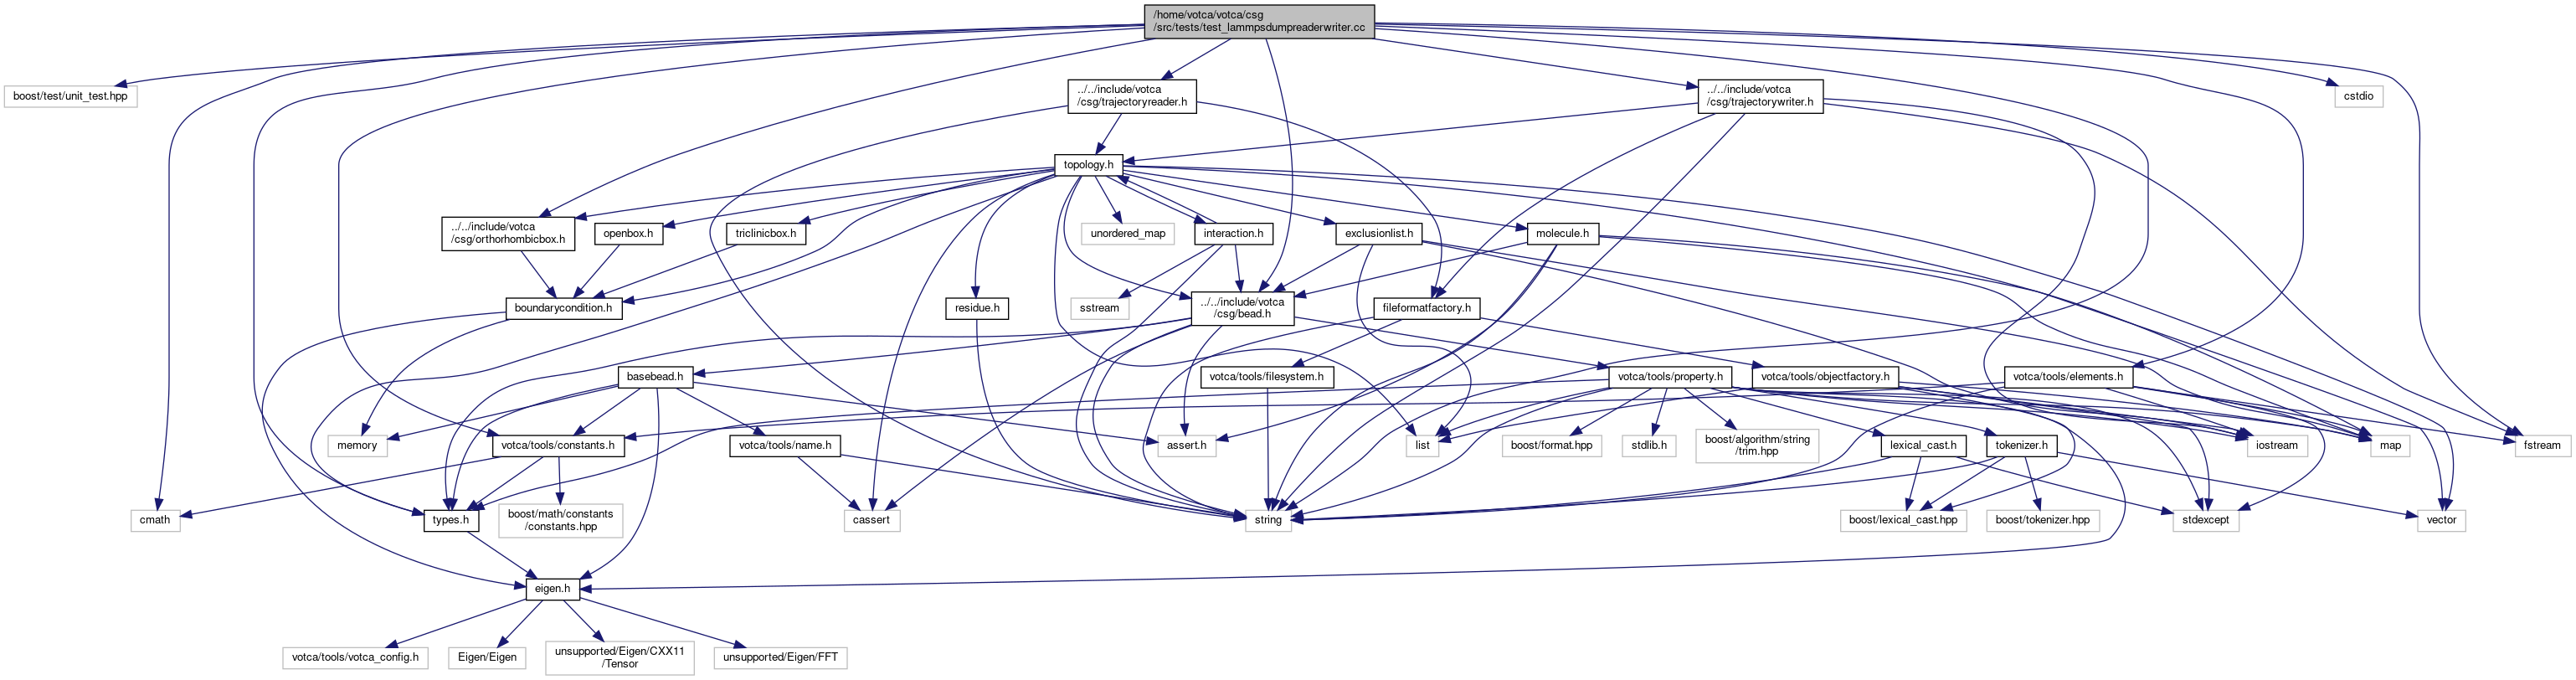 /home/votca/votca/csg
/src/tests/test_lammpsdumpreaderwriter.cc
boost/test/unit_test.hpp
../../include/votca
/csg/trajectoryreader.h
../../include/votca
/csg/trajectorywriter.h
cstdio
topology.h
../../include/votca
/csg/orthorhombicbox.h
openbox.h
triclinicbox.h
unordered_map
interaction.h
exclusionlist.h
molecule.h
boundarycondition.h
residue.h
sstream
../../include/votca
/csg/bead.h
fileformatfactory.h
basebead.h
votca/tools/filesystem.h
votca/tools/property.h
votca/tools/objectfactory.h
votca/tools/elements.h
memory
votca/tools/constants.h
votca/tools/name.h
assert.h
list
boost/format.hpp
stdlib.h
boost/algorithm/string
/trim.hpp
lexical_cast.h
tokenizer.h
iostream
map
fstream
cmath
types.h
boost/math/constants
/constants.hpp
cassert
string
boost/lexical_cast.hpp
boost/tokenizer.hpp
stdexcept
vector
eigen.h
votca/tools/votca_config.h
Eigen/Eigen
unsupported/Eigen/CXX11
/Tensor
unsupported/Eigen/FFT